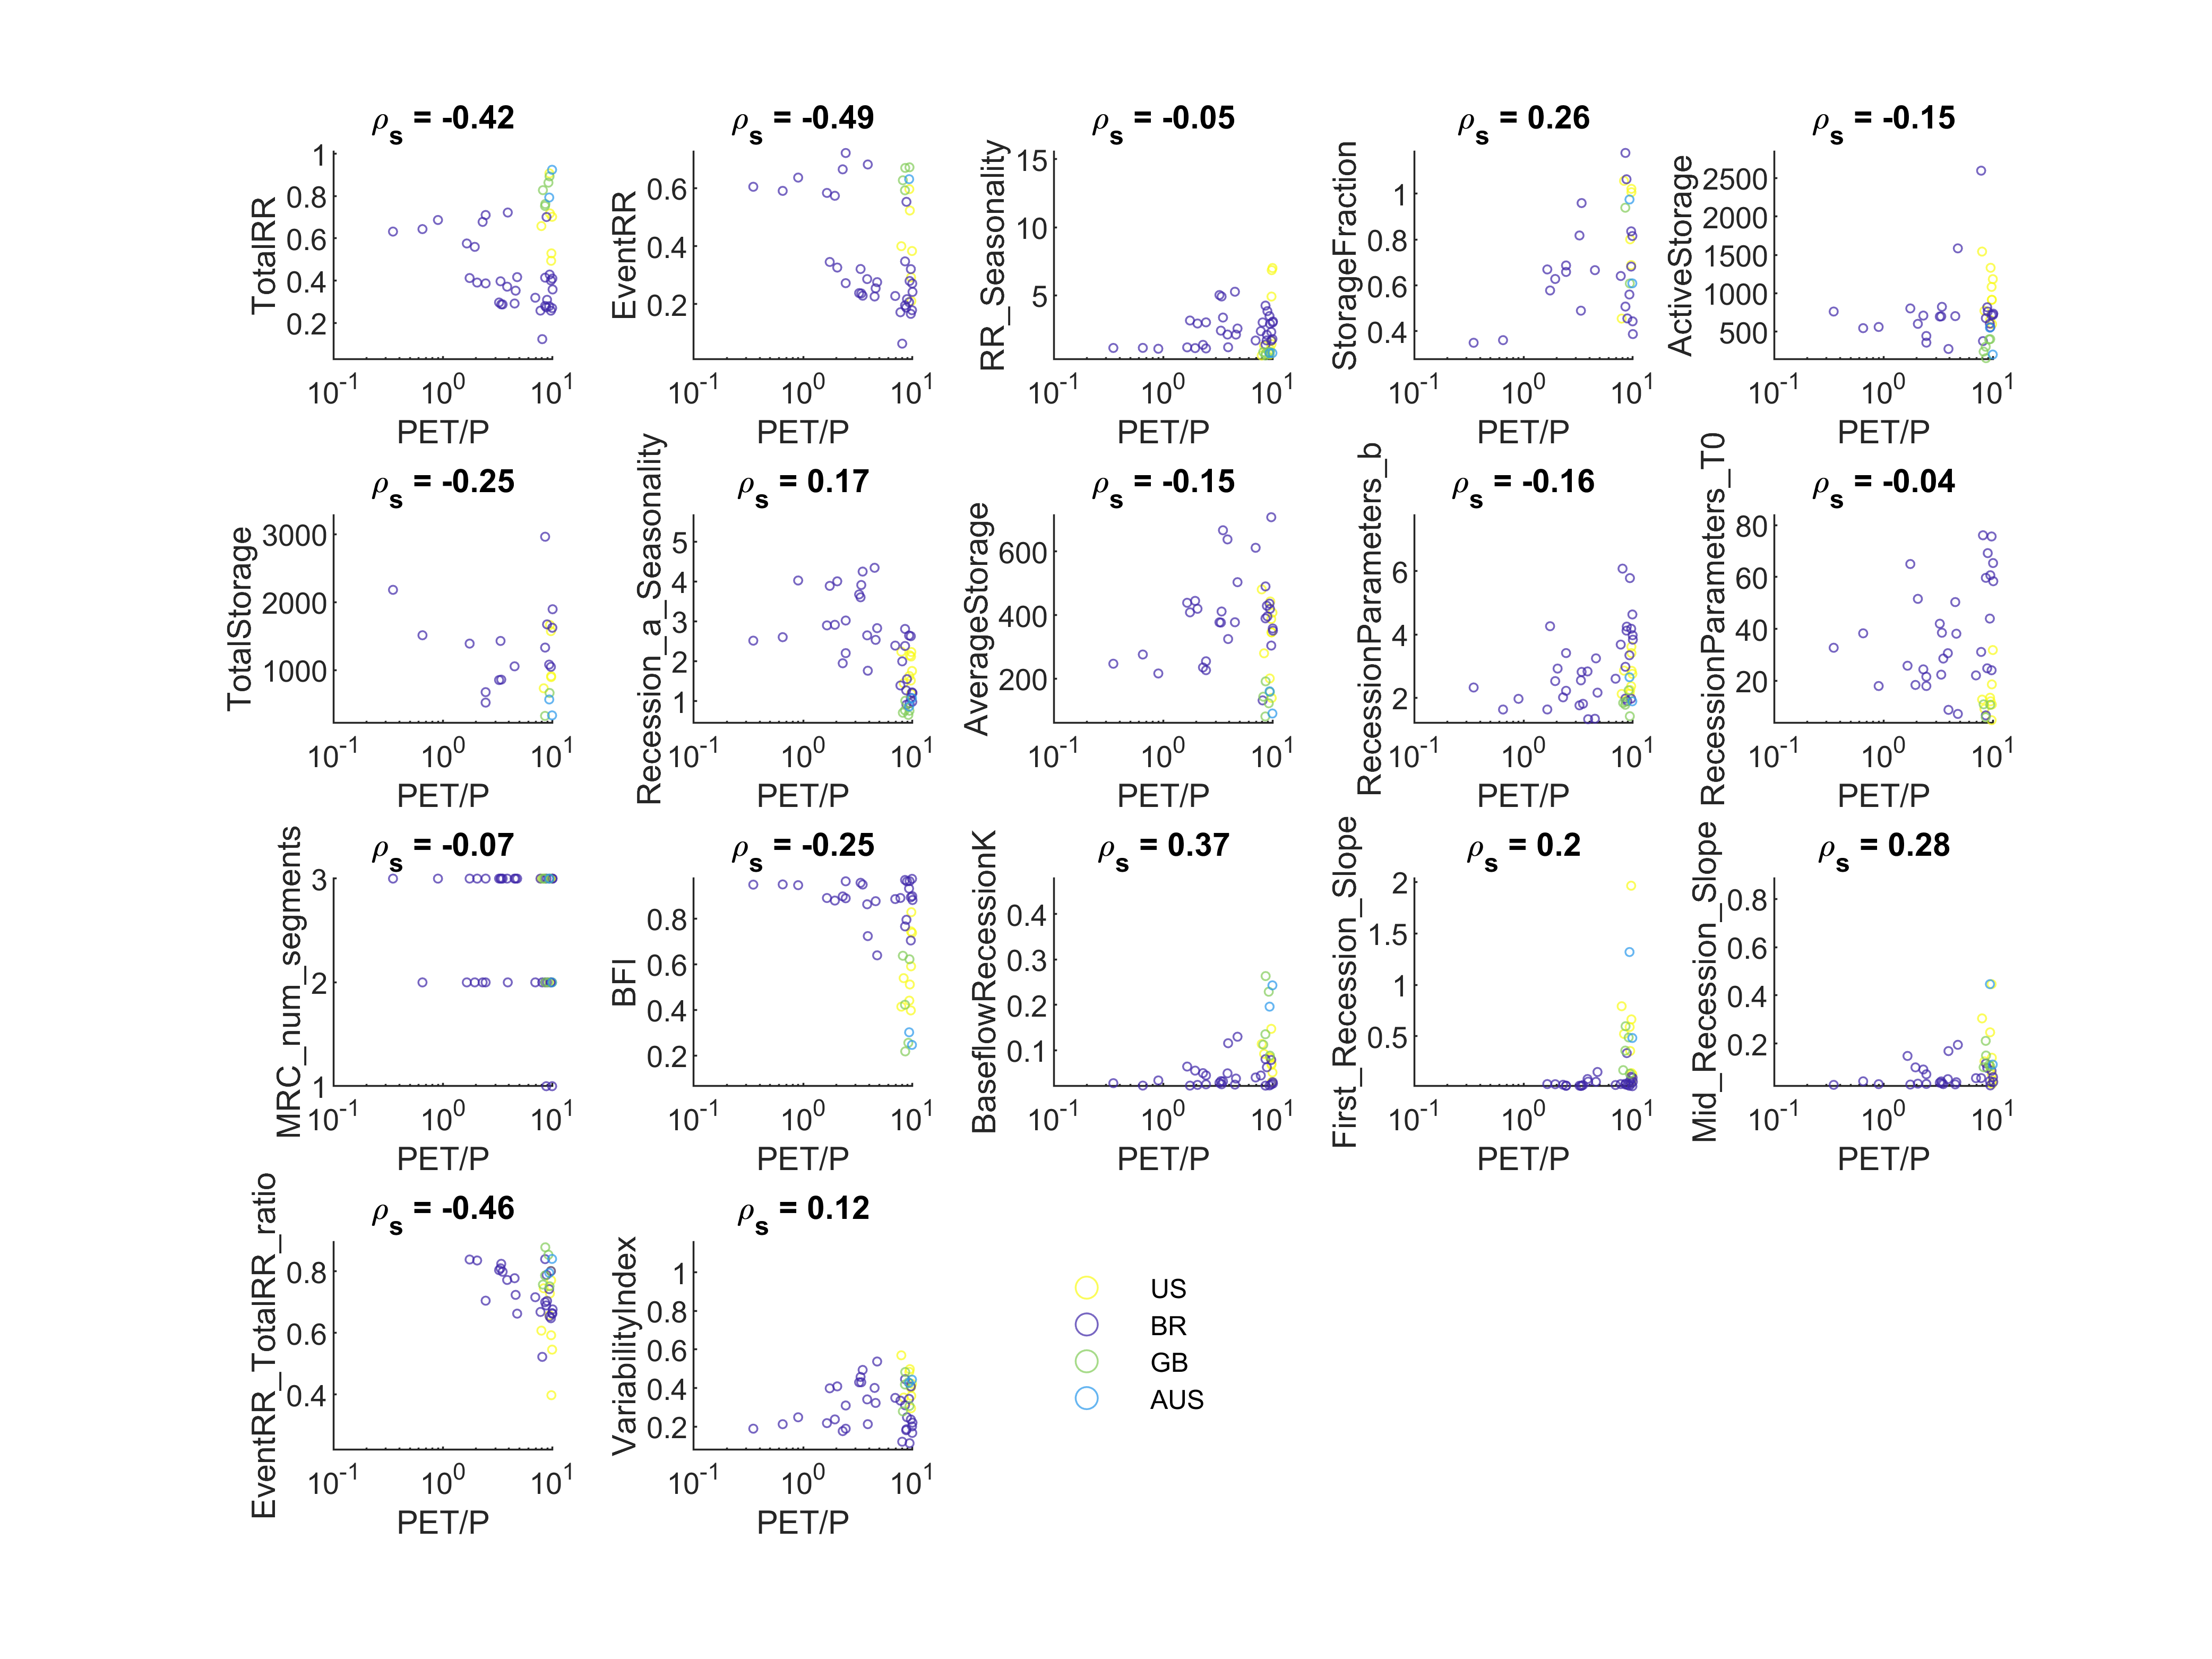 ρs = -0.42
TotalRR
1
0.8
0.6
0.4
0.2
10-1 100 101
PET/P
ρs = -0.49
EventRR
0.6
0.4
0.2
10-1 100 101
PET/P
ρs = -0.05
RR_Seasonality
15
10
5
10-1 100 101
PET/P
ρs = 0.26
StorageFraction
1
0.8
0.6
0.4
10-1 100 101
PET/P
ρs = -0.15
ActiveStorage
2500
2000
1500
1000
500
10-1 100 101
PET/P
ρs = -0.25
TotalStorage
3000
2000
1000
10-1 100 101
PET/P
ρs = 0.17
Recession_a_Seasonality
5
4
3
2
1
10-1 100 101
PET/P
ρs = -0.15
AverageStorage
600
400
200
10-1 100 101
PET/P
ρs = -0.16
RecessionParameters_b
6
4
2
10-1 100 101
PET/P
ρs = -0.04
RecessionParameters_T0
80
60
40
20
10-1 100 101
PET/P
ρs = -0.07
MRC_num_segments
3
2
1
10-1 100 101
PET/P
ρs = -0.25
BFI
0.8
0.6
0.4
0.2
10-1 100 101
PET/P
ρs = 0.37
BaseflowRecessionK
0.4
0.3
0.2
0.1
10-1 100 101
PET/P
ρs = 0.2
First_Recession_Slope
2
1.5
1
0.5
10-1 100 101
PET/P
ρs = 0.28
Mid_Recession_Slope
0.8
0.6
0.4
0.2
10-1 100 101
PET/P
ρs = -0.46
EventRR_TotalRR_ratio
0.8
0.6
0.4
10-1 100 101
PET/P
ρs = 0.12
VariabilityIndex
1
0.8
0.6
0.4
0.2
10-1 100 101
PET/P
US
BR
GB
AUS